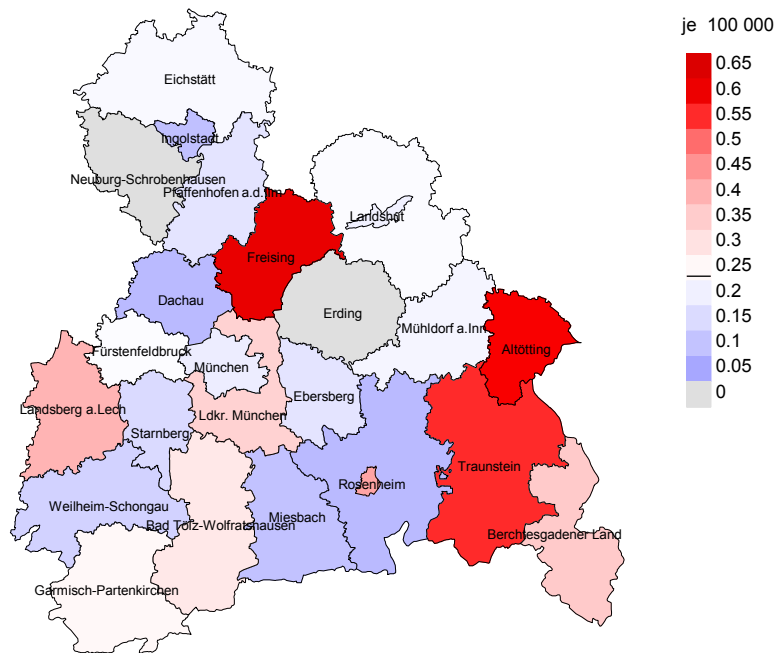 je 100 000
0.65
0.6
0.55
0.5
0.45
0.4
0.35
0.3
0.25
0.2
0.15
0.1
0.05
0
Eichstätt
Ingolstadt
Neuburg-Schrobenhausen
Pfaffenhofen a.d.Ilm
Landshut
Freising
Dachau
Erding
Mühldorf a.Inn
Altötting
Fürstenfeldbruck
München
Landsberg a.Lech
Ldkr. München
Ebersberg
Starnberg
Traunstein
Rosenheim
Weilheim-Schongau
Bad Tölz-Wolfratshausen
Miesbach
Berchtesgadener Land
Garmisch-Partenkirchen